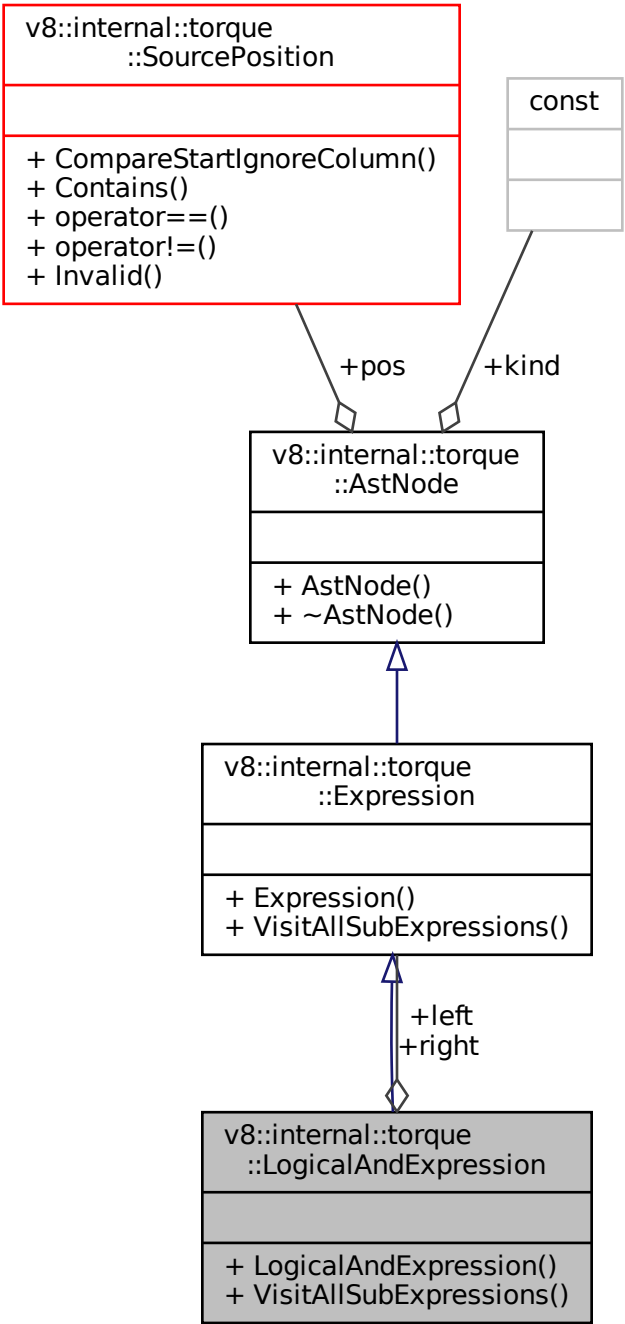 v8::internal::torque
::SourcePosition
+ CompareStartIgnoreColumn()
+ Contains()
+ operator==()
+ operator!=()
+ Invalid()
const
+pos
+kind
v8::internal::torque
::AstNode
+ AstNode()
+ ~AstNode()
v8::internal::torque
::Expression
+ Expression()
+ VisitAllSubExpressions()
+left
+right
v8::internal::torque
::LogicalAndExpression
+ LogicalAndExpression()
+ VisitAllSubExpressions()